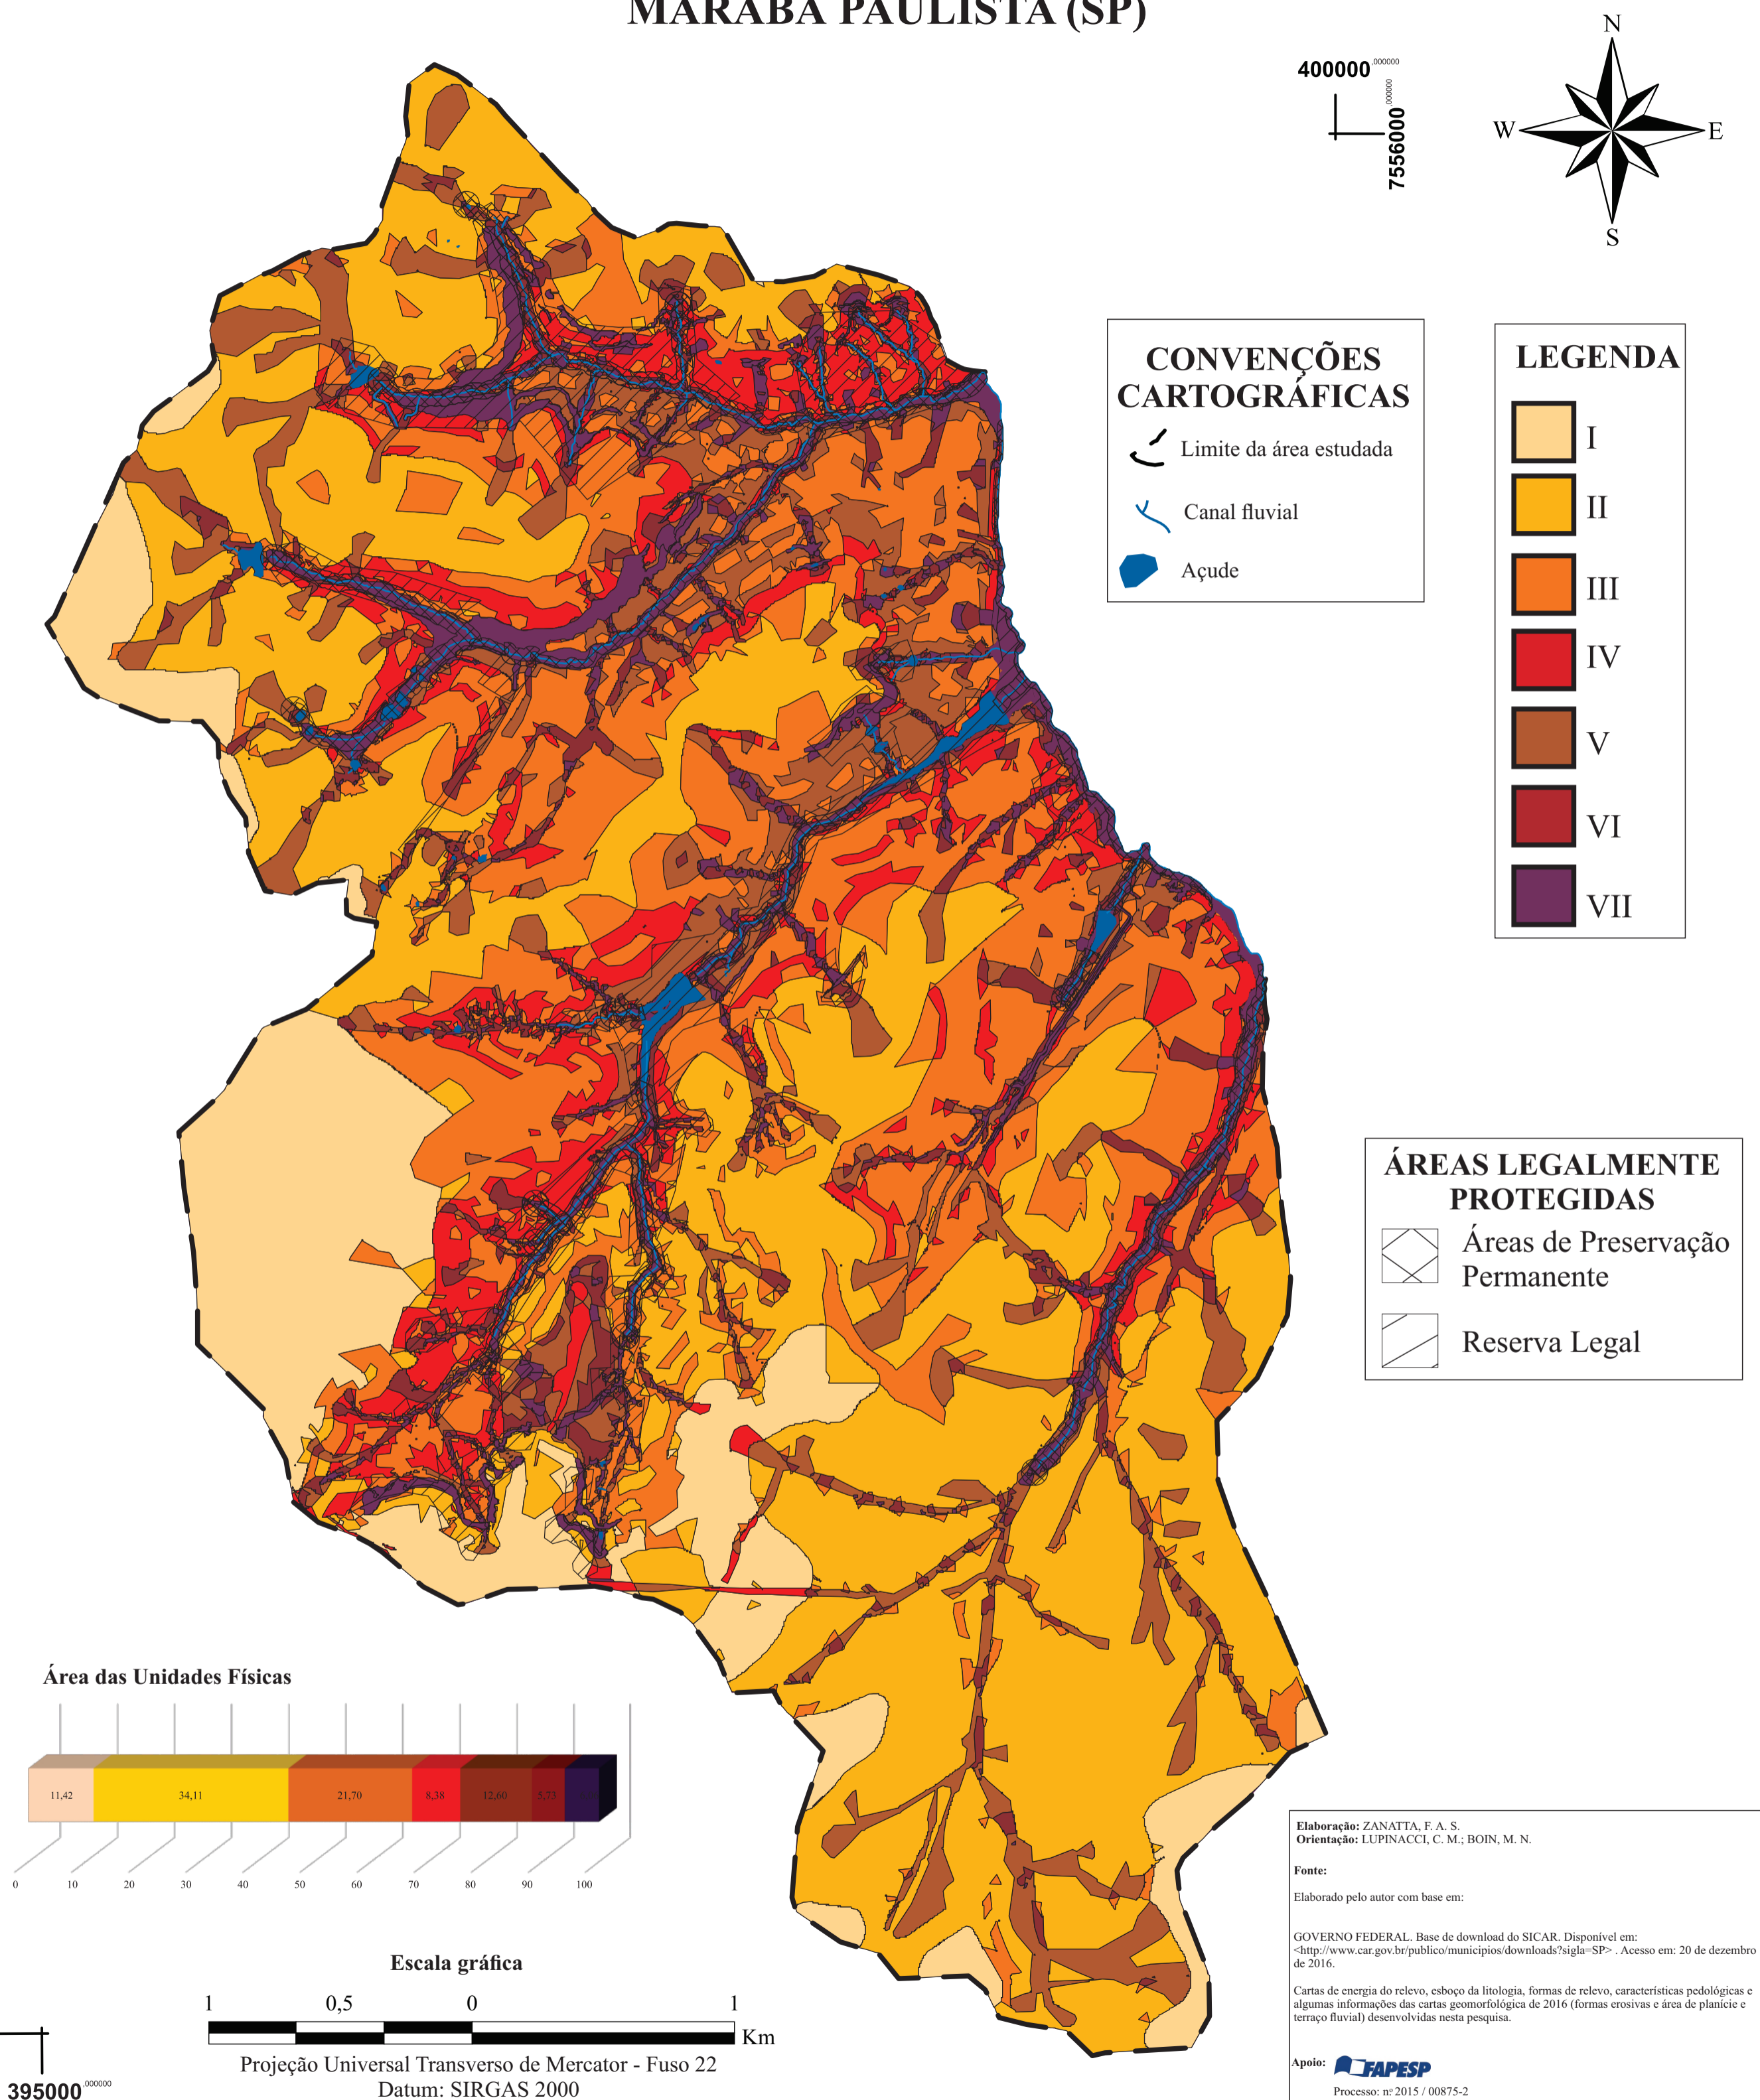 MARABÁ PAULISTA (SP)
N
400000,000000
7556000,000000
W
E
S
CONVENÇÕES
CARTOGRÁFICAS
Limite da área estudada
Canal fluvial
Açude
LEGENDA
I
II
III
IV
V
VI
VII
ÁREAS LEGALMENTE
PROTEGIDAS
Áreas de Preservação
Permanente
Reserva Legal
Área das Unidades Físicas
11,42
34,11
21,70
8,38
12,60
5,73
0
10
20
30
40
50
60
70
80
90
100
Escala gráfica
1
0,5
0
1
Km
Projeção Universal Transverso de Mercator - Fuso 22
Datum: SIRGAS 2000
395000,000000
Elaboração: ZANATTA, F. A. S.
Orientação: LUPINACCI, C. M.; BOIN, M. N.
Fonte:
Elaborado pelo autor com base em:
GOVERNO FEDERAL. Base de download do SICAR. Disponível em:
<http://www.car.gov.br/publico/municipios/downloads?sigla=SP> . Acesso em: 20 de dezembro
de 2016.
Cartas de energia do relevo, esboço da litologia, formas de relevo, características pedológicas e
algumas informações das cartas geomorfológica de 2016 (formas erosivas e área de planície e
terraço fluvial) desenvolvidas nesta pesquisa.
Apoio:
FAPESP
Processo: nº 2015 / 00875-2